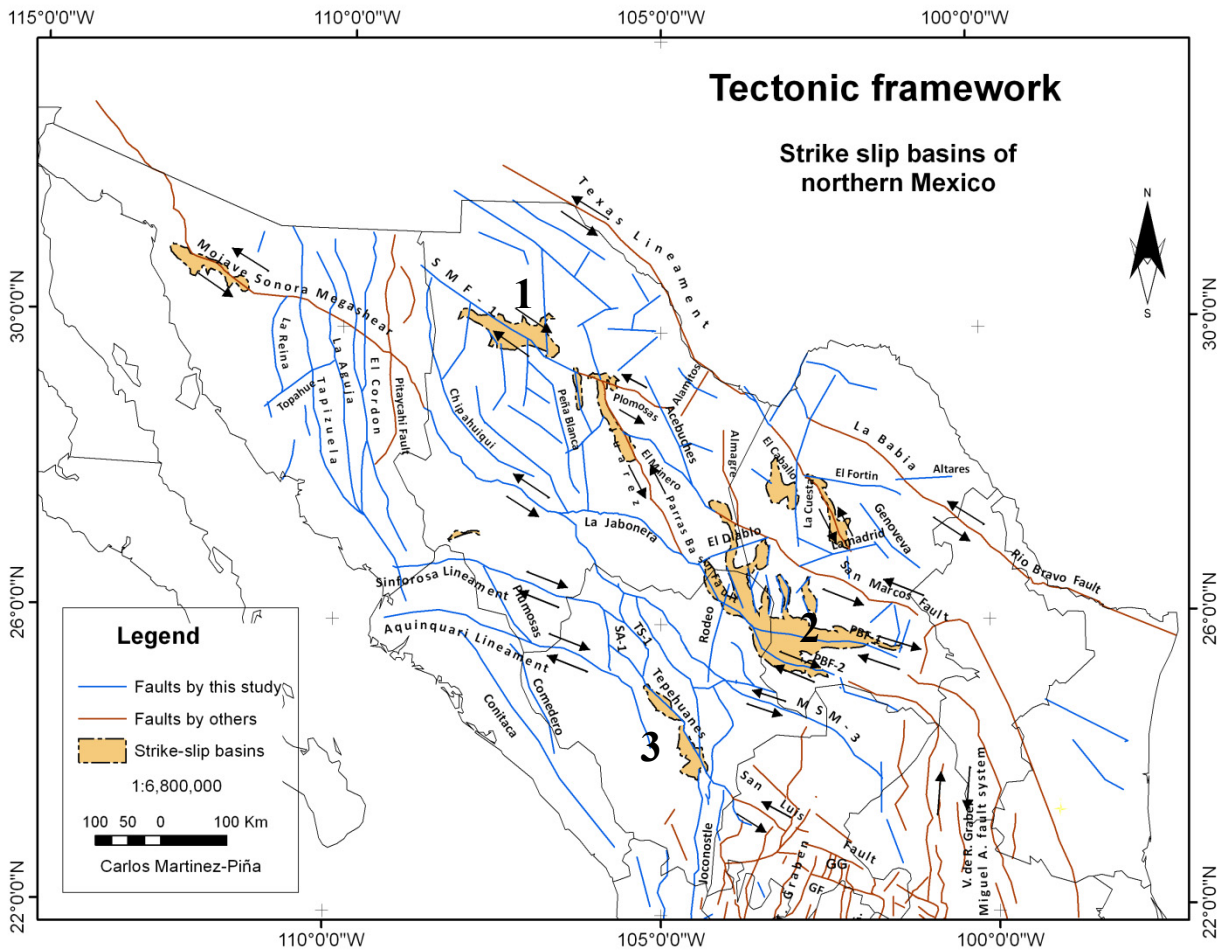 115°0'0"W
110°0'0"W
105°0'0"W
100°0'0"W
Tectonic framework
Strike slip basins of
northern Mexico
N
S
30°0'0"N
30°0'0"N
26°0'0"N
26°0'0"N
22°0'0"N
22°0'0"N
Texas Lineament
Mojave Sonora Megashear
SMF-1
1
La Reina
Topahue
Tapizuela
La Aguja
El Cordon
Pitaycahi Fault
Chipahuiqui
Peña Blanca
Plomosas
Alamitos
Acebuches
Almagre
El Minero
La Babia
El Caballo
El Fortin
Altares
La Cuesta
Genoveva
Lamadrid
La Jabonera
El Diablo
San Marcos Fault
Rio Bravo Fault
Sinforosa Lineament
Plomosas
Aquinquari Lineament
SA-1
TS-1
Rodeo
2
PBF-1
PBF-2
MSM-3
Tepehuanes
3
Comedero
Conitaca
San Luis
Fault
Joconostle
Graben
GG
GF
V. de R. Graben
Miguel A. fault system
Legend
Faults by this study
Faults by others
Strike-slip basins
1:6,800,000
100 50 0 100 Km
Carlos Martinez-Piña
110°0'0"W
105°0'0"W
100°0'0"W